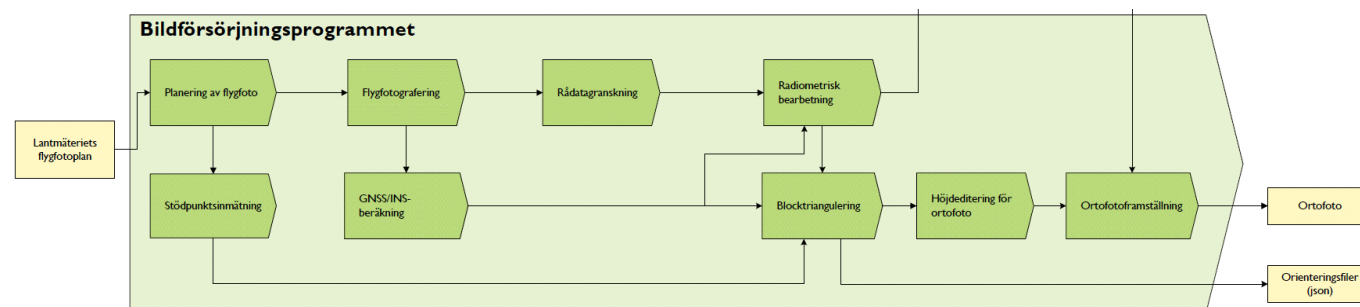 Bildförsörjningsprogrammet
Planering av flygfoto
Flygfotografering
Rådatagranskning
Radiometrisk
bearbetning
Lantmäteriets
flygfotoplan
Stödpunktsinmätning
GNSS/INS-
beräkning
Blocktriangulering
Höjdeditering för
ortofoto
Ortofotoframställning
Ortofoto
Orienteringsfiler
(json)